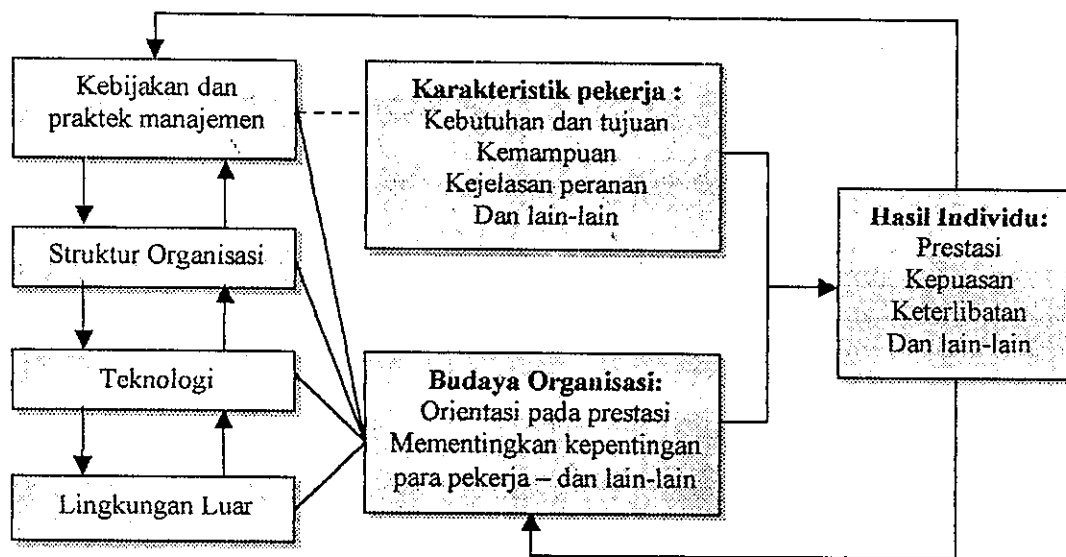 Kebijakan dan
praktek manajemen
Struktur Organisasi
Teknologi
Lingkungan Luar
Karakteristik pekerja :
Kebutuhan dan tujuan
Kemampuan
Kejelasan peranan
Dan lain-lain
Budaya Organisasi:
Orientasi pada prestasi
Mementingkan kepentingan
para pekerja – dan lain-lain
Hasil Individu:
Prestasi
Kepuasan
Keterlibatan
Dan lain-lain